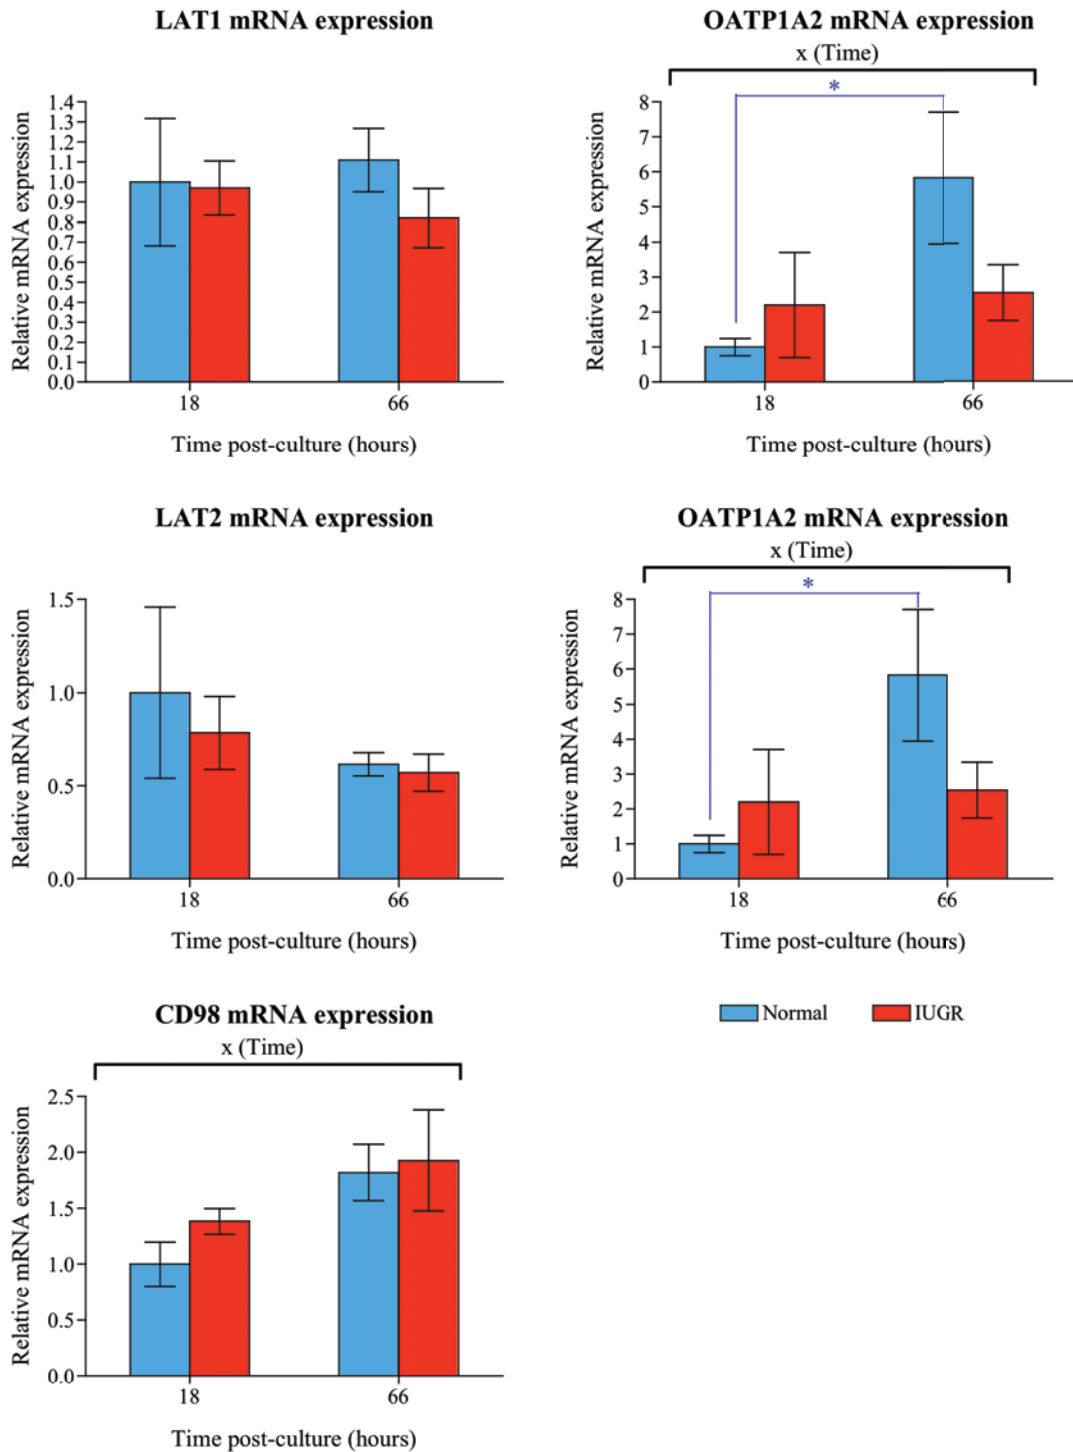 LAT1 mRNA expression
Relative mRNA expression
1.4
1.3
1.2
1.1
1.0
0.9
0.8
0.7
0.6
0.5
0.4
0.3
0.2
0.1
0.0
18 66
Time post-culture (hours)
OATP1A2 mRNA expression
x (Time)
*
Relative mRNA expression
8
7
6
5
4
3
2
1
0
18 66
Time post-culture (hours)
LAT2 mRNA expression
Relative mRNA expression
1.5
1.0
0.5
0.0
18 66
Time post-culture (hours)
OATP1A2 mRNA expression
x (Time)
*
Relative mRNA expression
8
7
6
5
4
3
2
1
0
18 66
Time post-culture (hours)
CD98 mRNA expression
x (Time)
Relative mRNA expression
2.5
2.0
1.5
1.0
0.5
0.0
18 66
Time post-culture (hours)
Normal IUGR